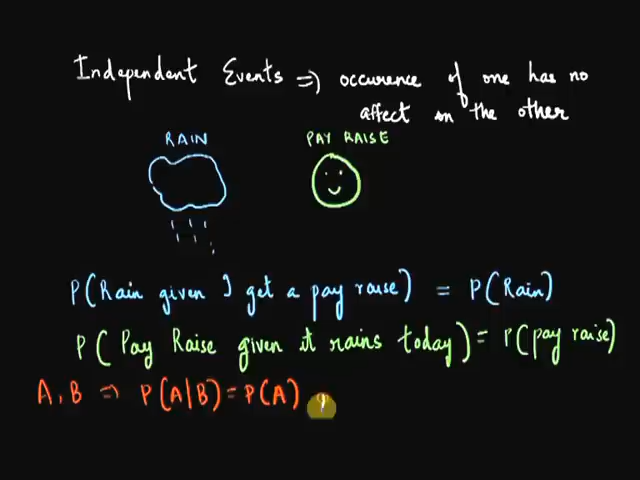 Independent Events => occurence of one has no
affect on the other
RAIN PAY RAISE
P(Rain given I get a pay raise) = P(Rain)
P( Pay Raise given it rains today) = P(pay raise)
A, B => P(A|B) = P(A)